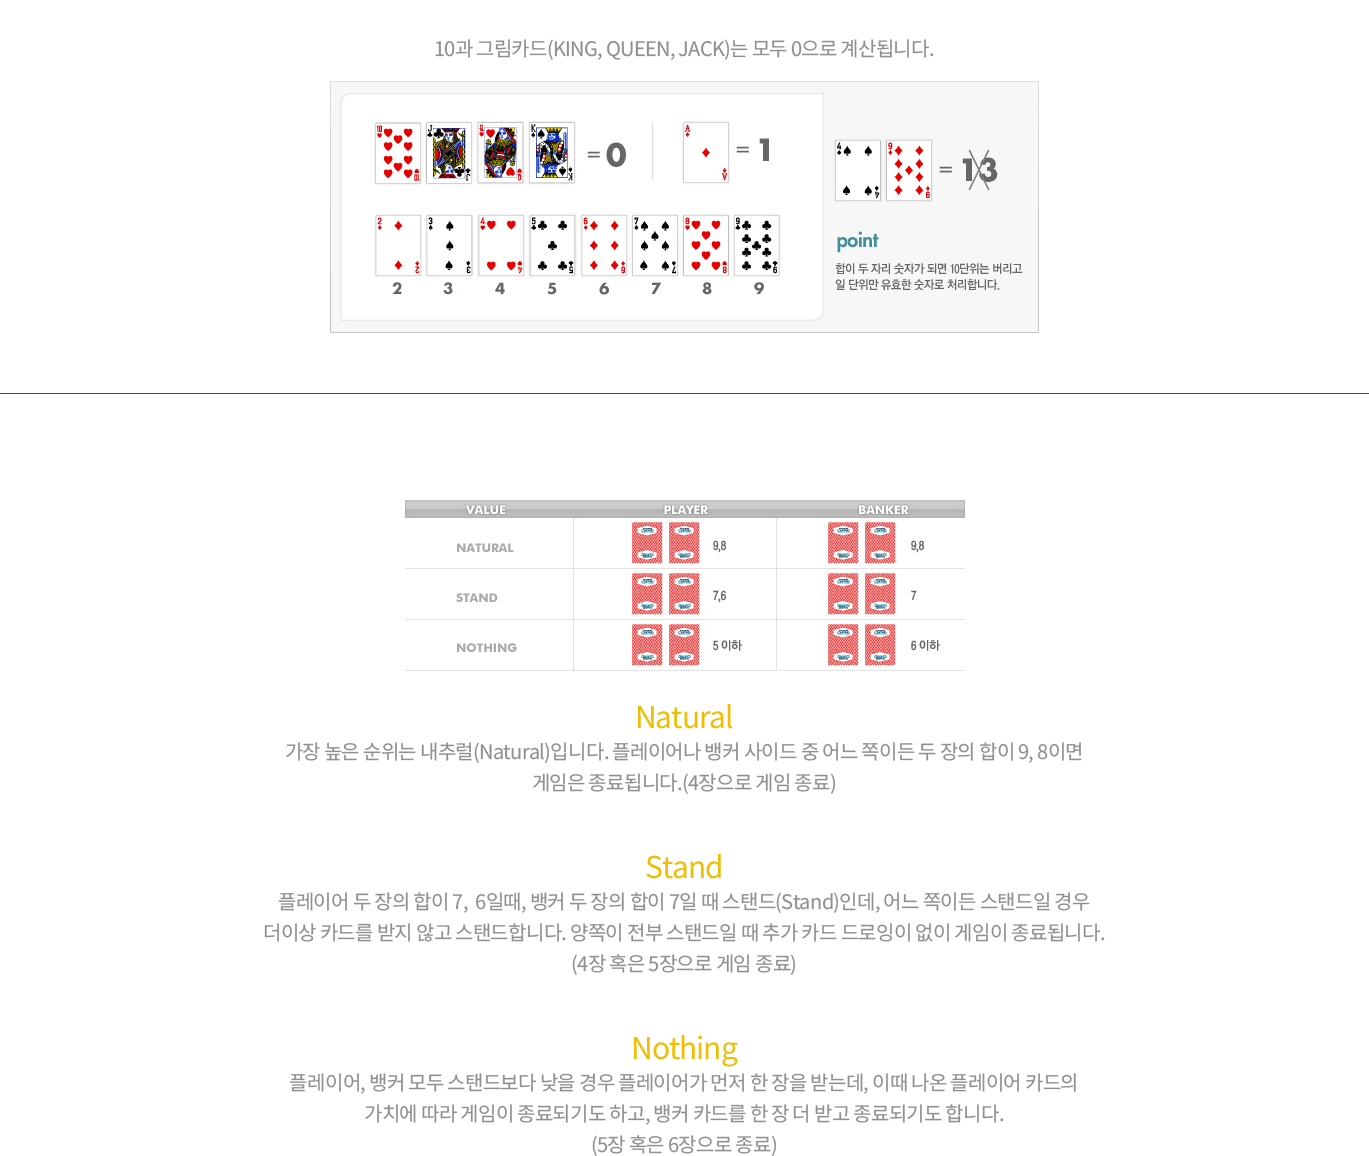 10과 그림카드(KING, QUEEN, JACK)는 모두 0으로 계산됩니다.
10 J Q K = 0 A = 1
4 9 = 13
2 3 4 5 6 7 8 9
2 3 4 5 6 7 8 9
point
합이 두 자리 숫자가 되면 10단위는 버리고
일 단위만 유효한 숫자로 처리합니다.
VALUE PLAYER BANKER
NATURAL 9,8 9,8
STAND 7,6 7
NOTHING 5 이하 6 이하
Natural
가장 높은 순위는 내추럴(Natural)입니다. 플레이어나 뱅커 사이드 중 어느 쪽이든 두 장의 합이 9, 8이면
게임은 종료됩니다.(4장으로 게임 종료)
Stand
플레이어 두 장의 합이 7, 6일때, 뱅커 두 장의 합이 7일 때 스탠드(Stand)인데, 어느 쪽이든 스탠드일 경우
더이상 카드를 받지 않고 스탠드합니다. 양쪽이 전부 스탠드일 때 추가 카드 드로잉이 없이 게임이 종료됩니다.
(4장 혹은 5장으로 게임 종료)
Nothing
플레이어, 뱅커 모두 스탠드보다 낮을 경우 플레이어가 먼저 한 장을 받는데, 이때 나온 플레이어 카드의
가치에 따라 게임이 종료되기도 하고, 뱅커 카드를 한 장 더 받고 종료되기도 합니다.
(5장 혹은 6장으로 종료)